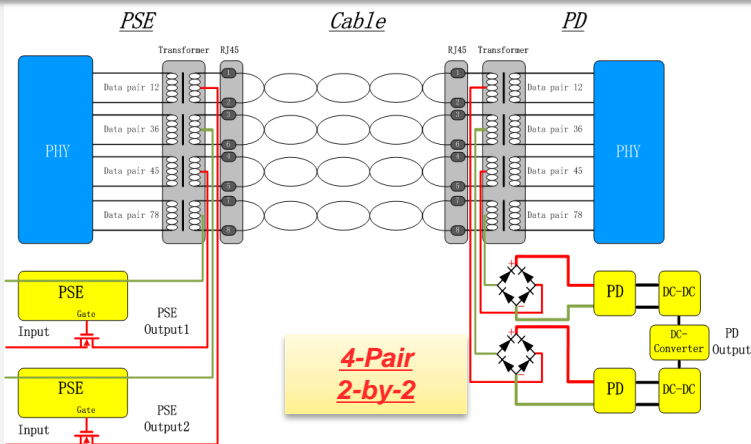 PSE
Cable
PD
Transformer RJ45
RJ45 Transformer
PHY
Data pair 12
Data pair 36
Data pair 45
Data pair 78
1
2
3
6
4
5
7
8
1
2
3
6
4
5
7
8
Data pair 12
Data pair 36
Data pair 45
Data pair 78
PHY
PSE
Gate
Input
PSE
Output1
PSE
Gate
Input
PSE
Output2
4-Pair
2-by-2
+
-
+
-
PD
DC-DC
DC-
Converter
PD
Output
PD
DC-DC